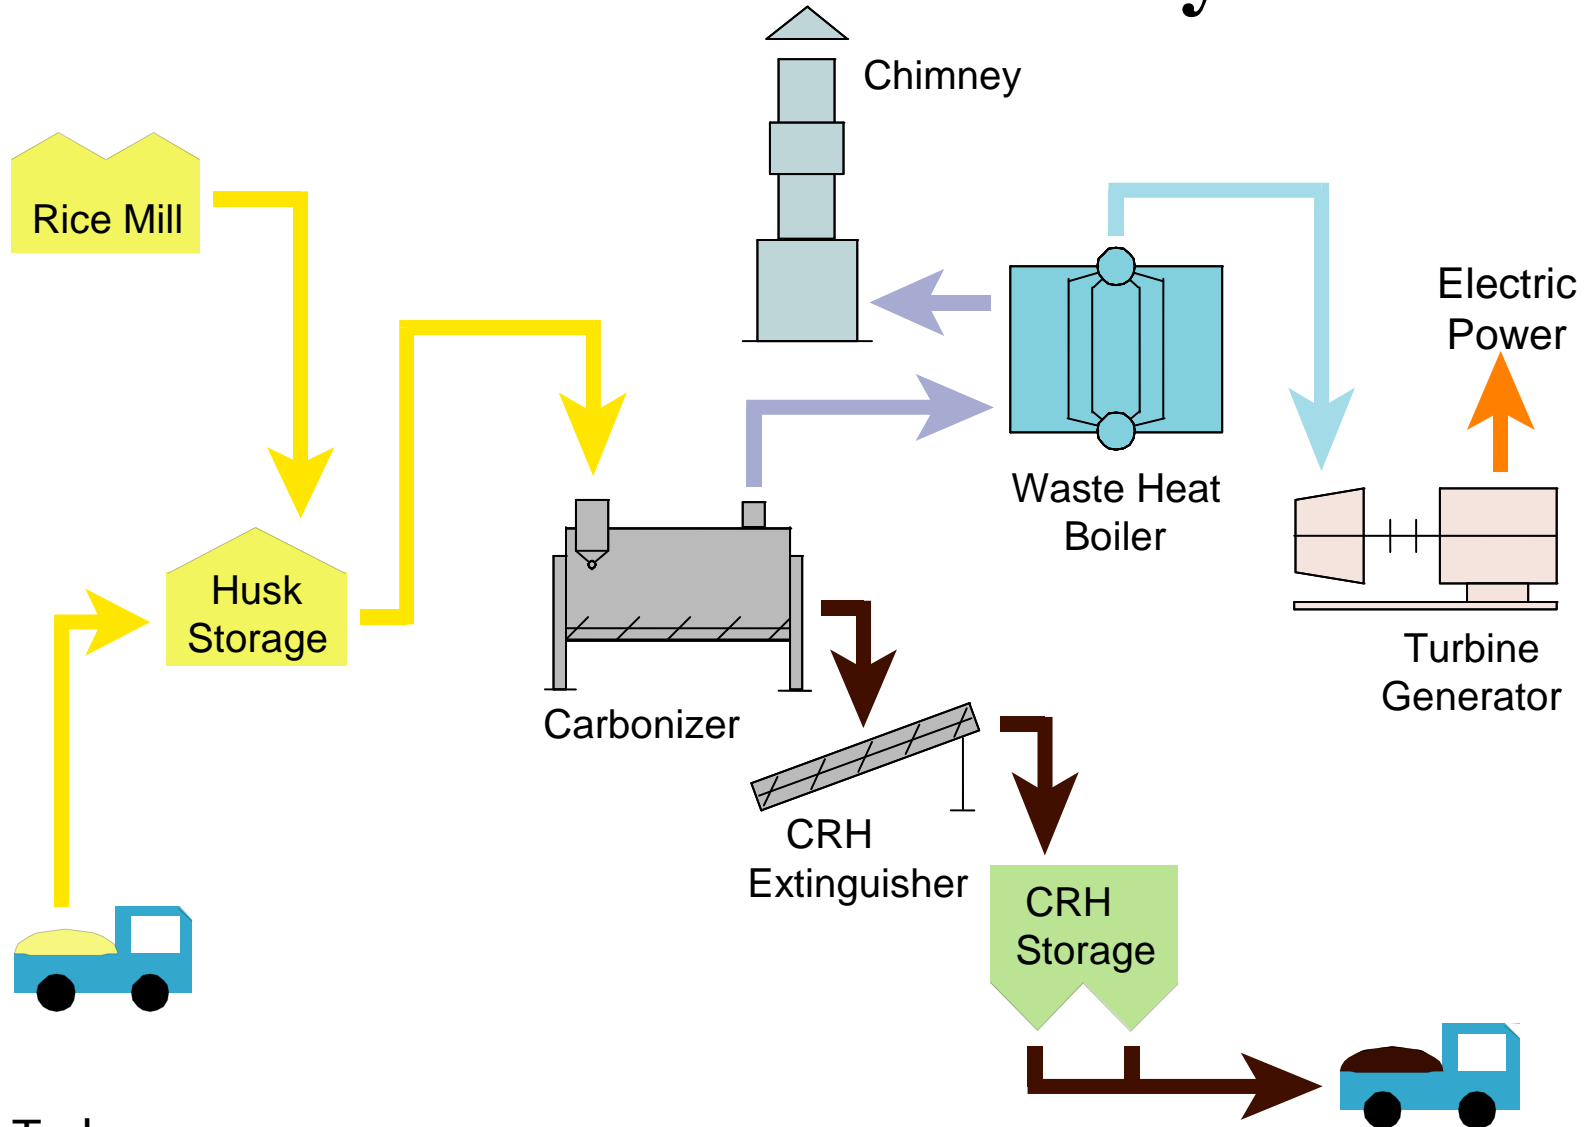 Chimney
Rice Mill
Electric
Power
Waste Heat
Boiler
Husk
Storage
Turbine
Generator
Carbonizer
CRH
Extinguisher
CRH
Storage